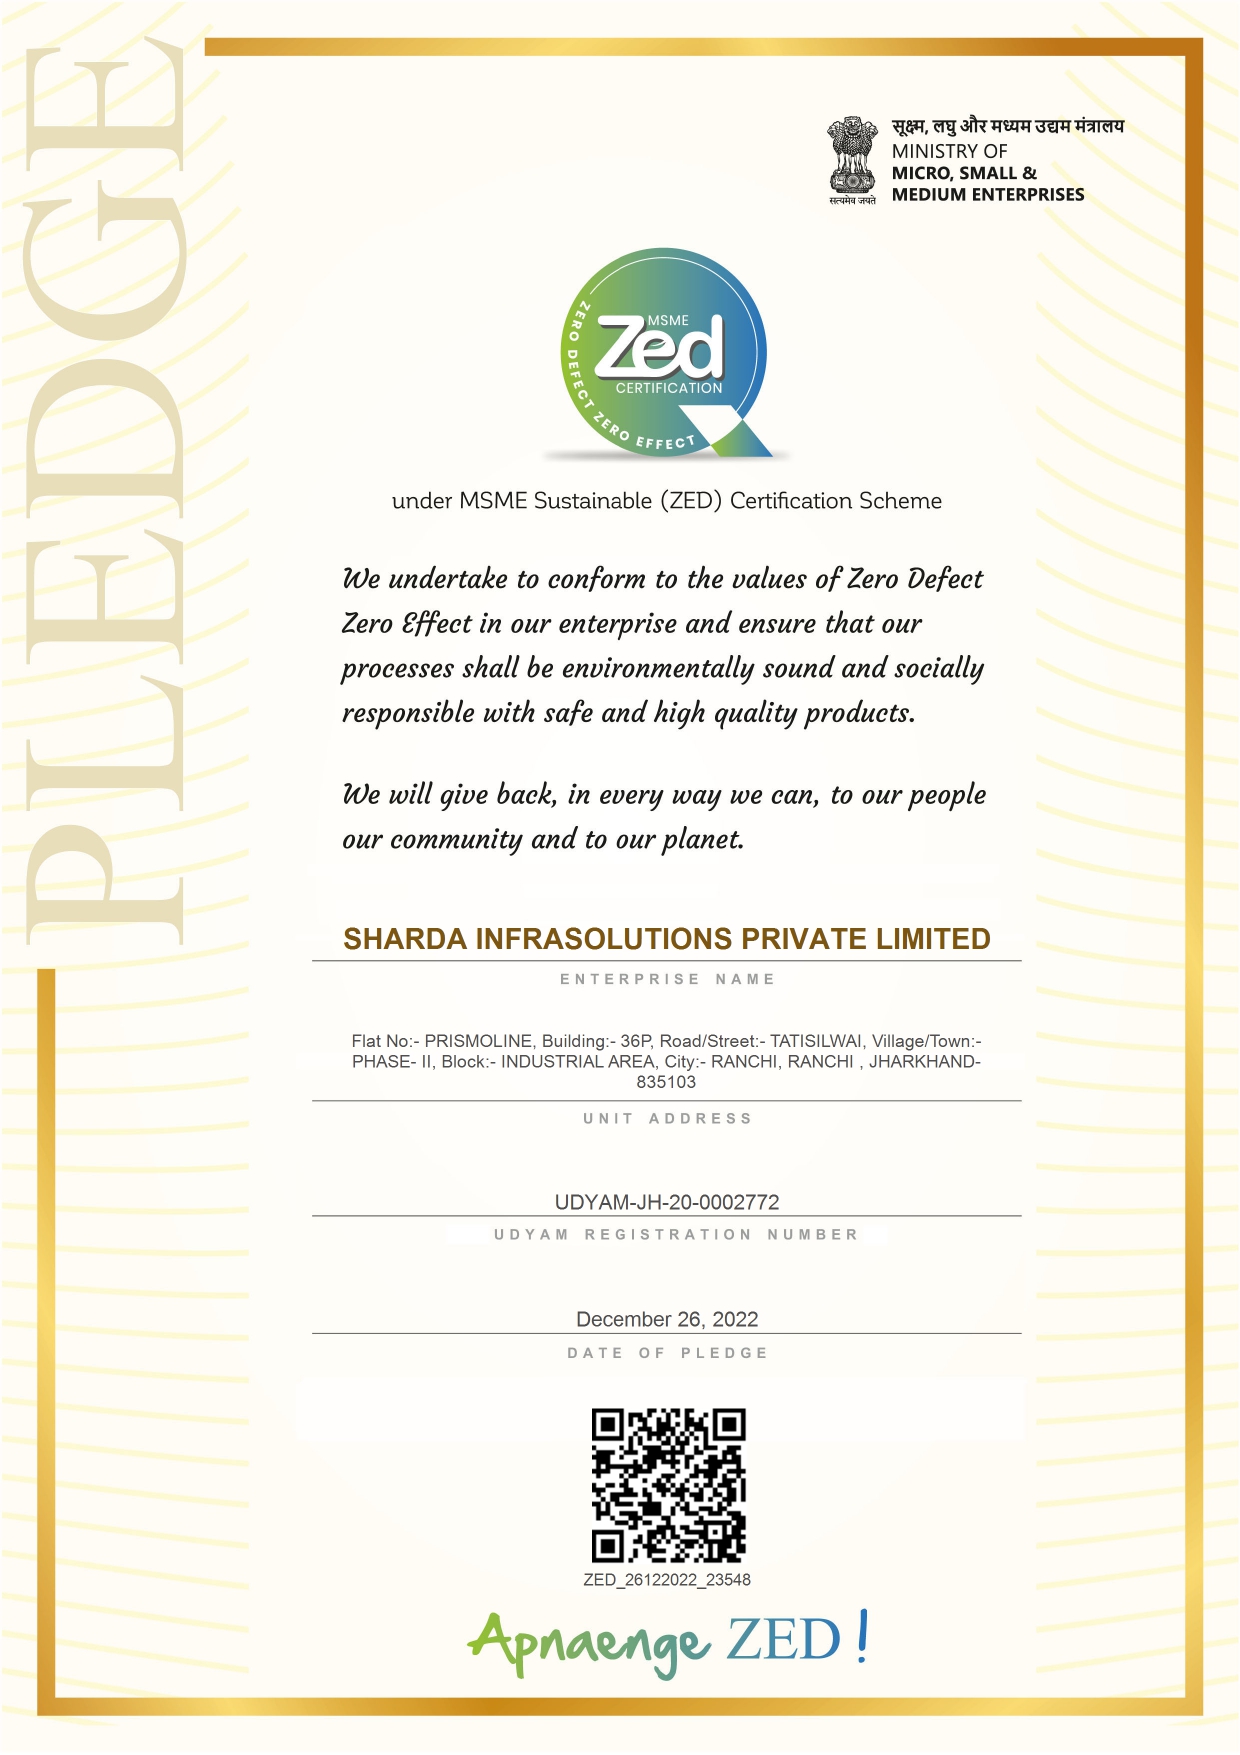 PLEDGE
सूक्ष्म, लघु और मध्यम उद्यम मंत्रालय
MINISTRY OF
MICRO, SMALL &
MEDIUM ENTERPRISES
सत्यमेव जयते
MSME
Zed
CERTIFICATION
ZERO DEFECT ZERO EFFECT
under MSME Sustainable (ZED) Certification Scheme
We undertake to conform to the values of Zero Defect
Zero Effect in our enterprise and ensure that our
processes shall be environmentally sound and socially
responsible with safe and high quality products.
We will give back, in every way we can, to our people
our community and to our planet.
SHARDA INFRASOLUTIONS PRIVATE LIMITED
ENTERPRISE NAME
Flat No:- PRISMOLINE, Building:- 36P, Road/Street:- TATISILWAI, Village/Town:-
PHASE- II, Block:- INDUSTRIAL AREA, City:- RANCHI, RANCHI , JHARKHAND-
835103
UNIT ADDRESS
UDYAM-JH-20-0002772
UDYAM REGISTRATION NUMBER
December 26, 2022
DATE OF PLEDGE
ZED_26122022_23548
Apnaenge ZED !